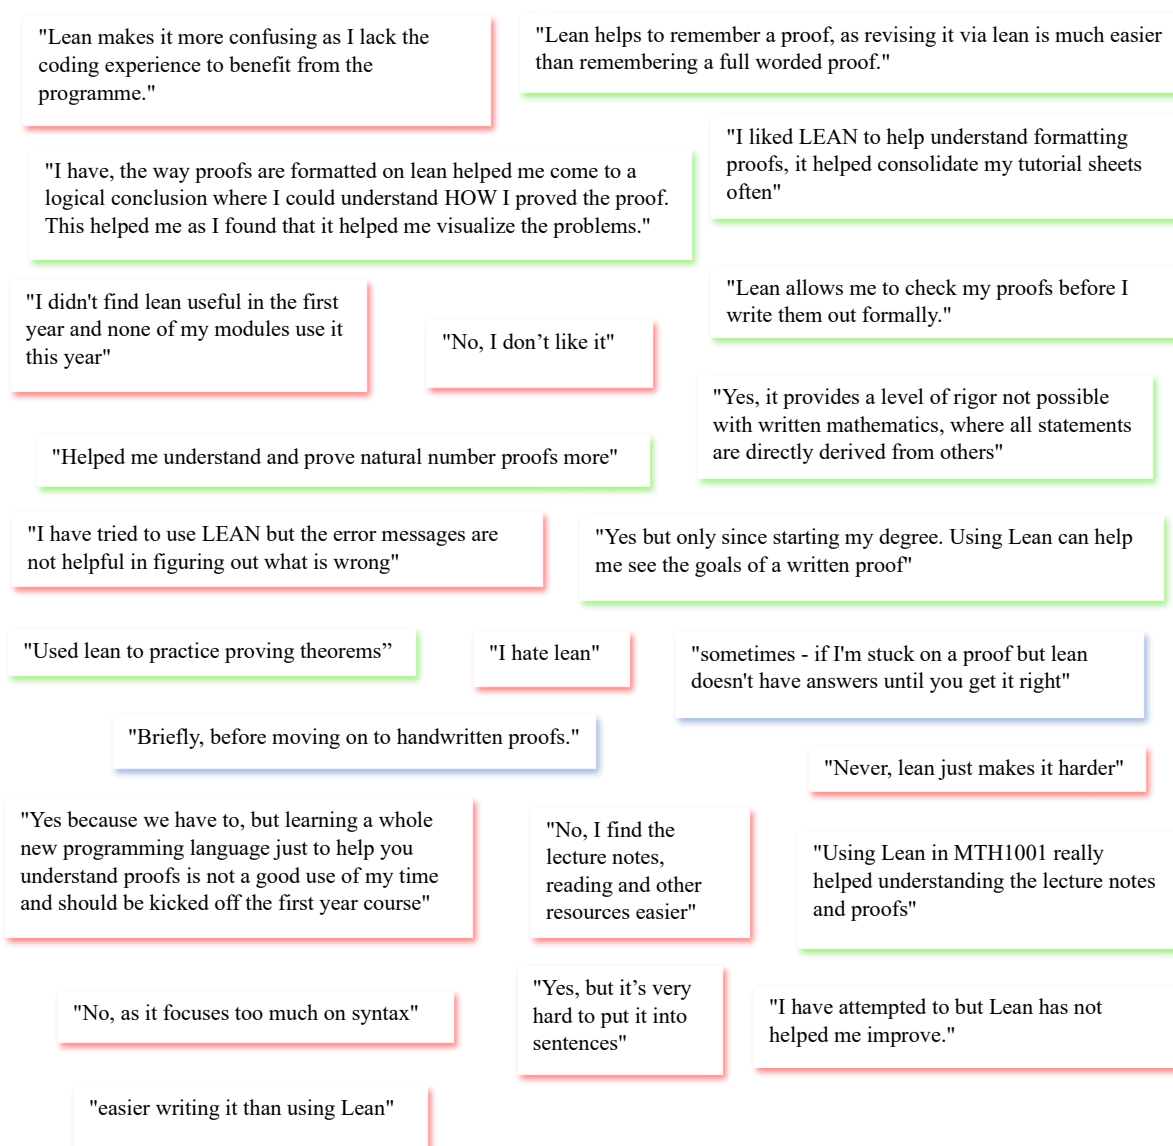 "Lean makes it more confusing as I lack the
coding experience to benefit from the
programme."
"Lean helps to remember a proof, as revising it via lean is much easier
than remembering a full worded proof."
"I have, the way proofs are formatted on lean helped me come to a
logical conclusion where I could understand HOW I proved the proof.
This helped me as I found that it helped me visualize the problems."
"I liked LEAN to help understand formatting
proofs, it helped consolidate my tutorial sheets
often"
"I didn't find lean useful in the first
year and none of my modules use it
this year"
"No, I don’t like it"
"Lean allows me to check my proofs before I
write them out formally."
"Helped me understand and prove natural number proofs more"
"Yes, it provides a level of rigor not possible
with written mathematics, where all statements
are directly derived from others"
"I have tried to use LEAN but the error messages are
not helpful in figuring out what is wrong"
"Yes but only since starting my degree. Using Lean can help
me see the goals of a written proof"
"Used lean to practice proving theorems”
"I hate lean"
"sometimes - if I'm stuck on a proof but lean
doesn't have answers until you get it right"
"Briefly, before moving on to handwritten proofs."
"Never, lean just makes it harder"
"Yes because we have to, but learning a whole
new programming language just to help you
understand proofs is not a good use of my time
and should be kicked off the first year course"
"No, I find the
lecture notes,
reading and other
resources easier"
"Using Lean in MTH1001 really
helped understanding the lecture notes
and proofs"
"No, as it focuses too much on syntax"
"Yes, but it’s very
hard to put it into
sentences"
"I have attempted to but Lean has not
helped me improve."
"easier writing it than using Lean"